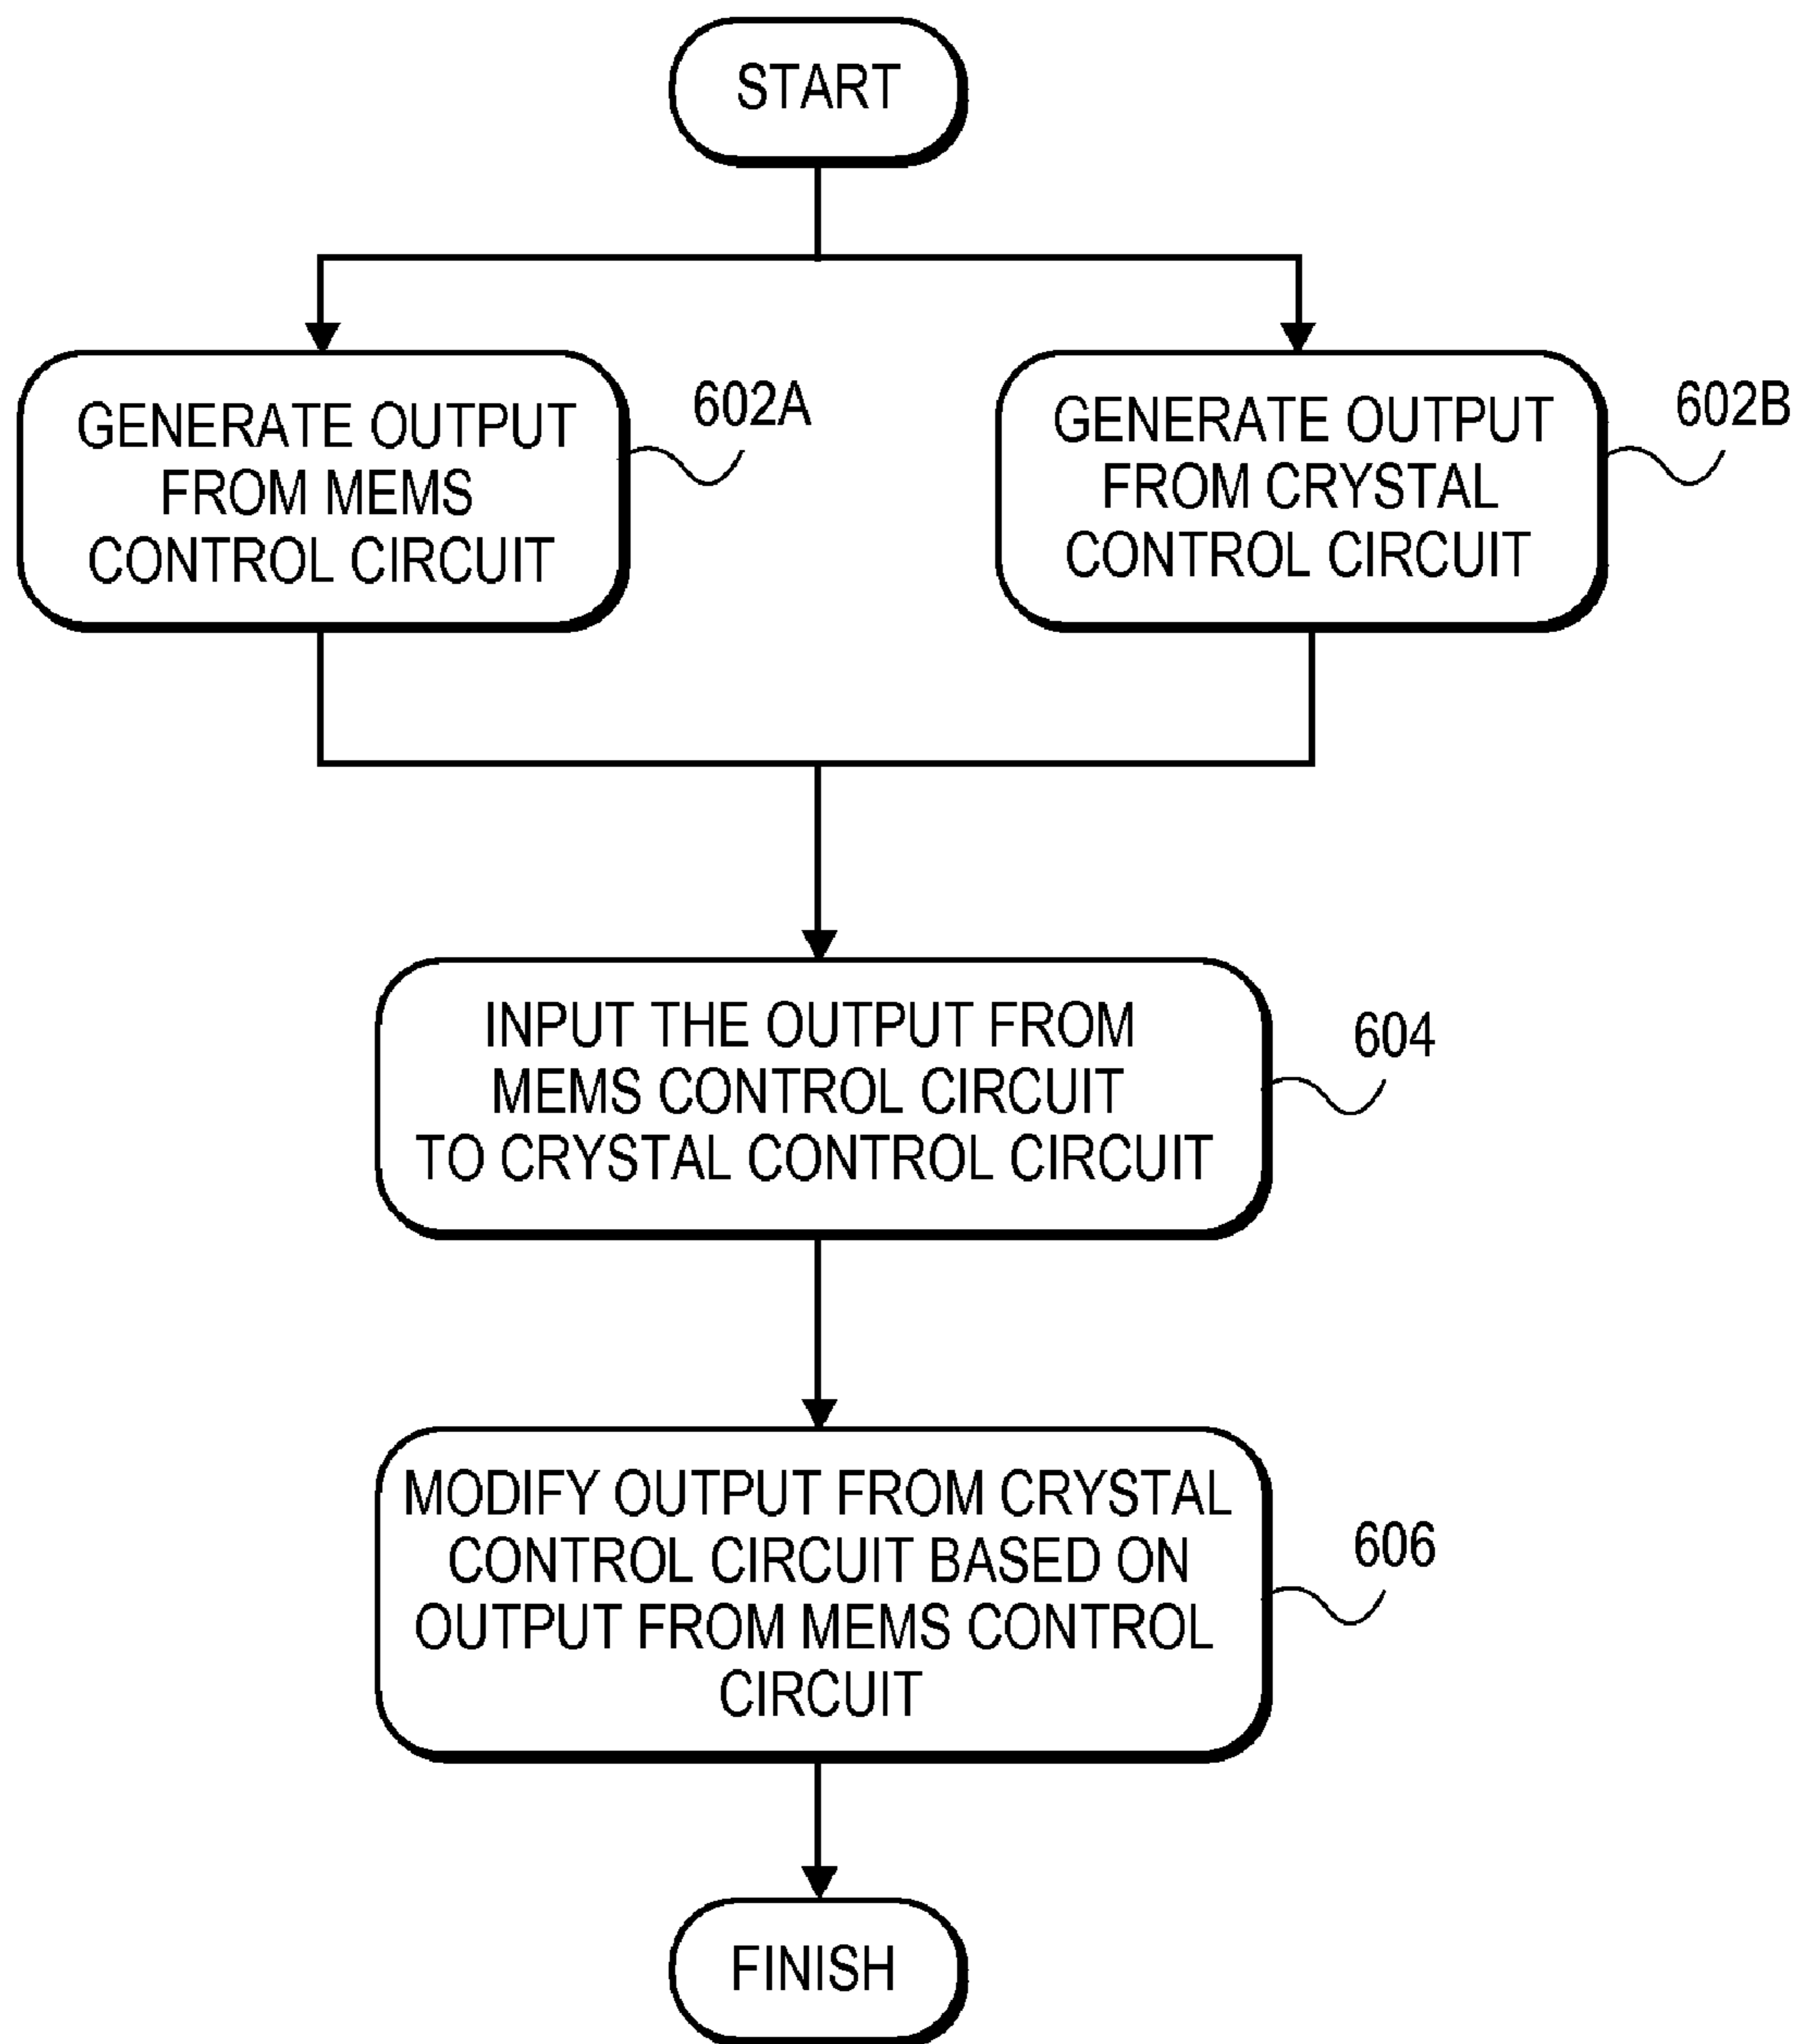 START
GENERATE OUTPUT
FROM MEMS
CONTROL CIRCUIT
602A
GENERATE OUTPUT
FROM CRYSTAL
CONTROL CIRCUIT
602B
INPUT THE OUTPUT FROM
MEMS CONTROL CIRCUIT
TO CRYSTAL CONTROL CIRCUIT
604
MODIFY OUTPUT FROM CRYSTAL
CONTROL CIRCUIT BASED ON
OUTPUT FROM MEMS CONTROL
CIRCUIT
606
FINISH